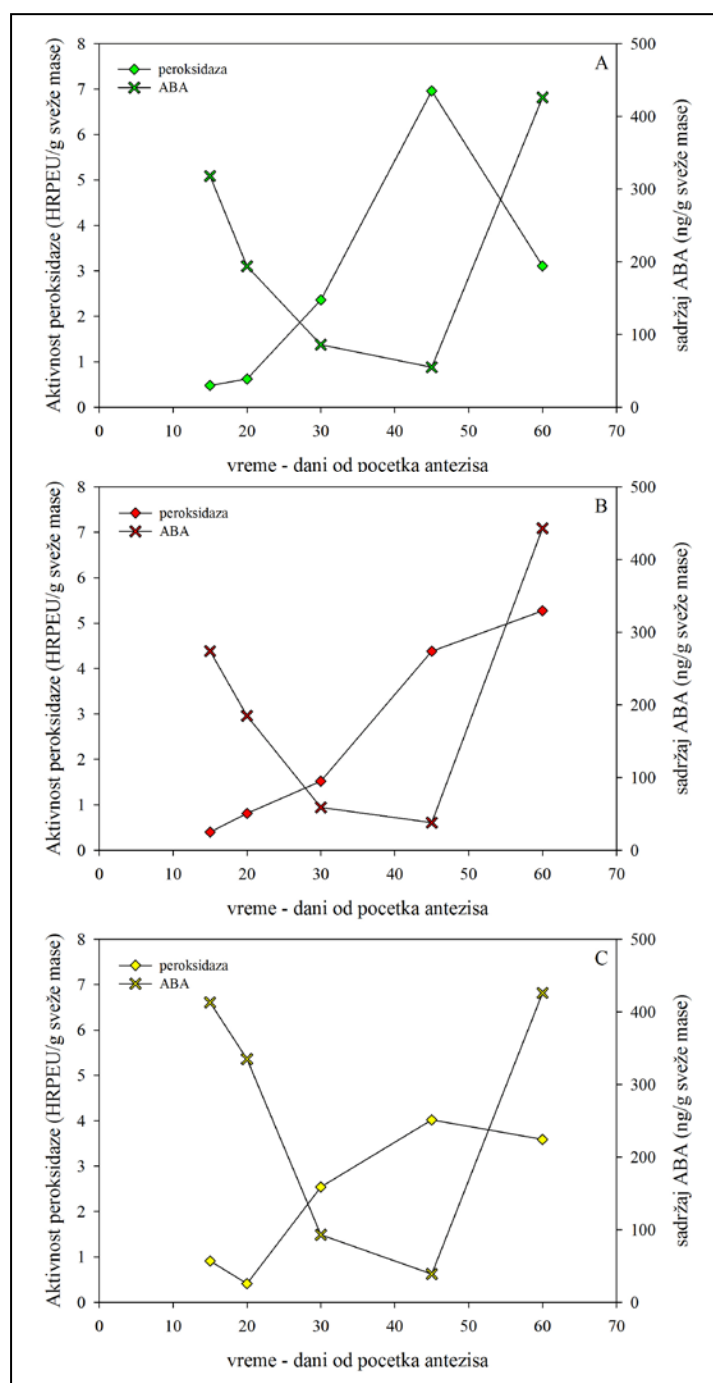 A
peroksidaza
ABA
Aktivnost peroksidaze (HRPEU/g sveže mase)
sadržaj ABA (ng/g sveže mase)
8
7
6
5
4
3
2
1
0
500
400
300
200
100
0
0 10 20 30 40 50 60 70
vreme - dani od pocetka antezisa
B
peroksidaza
ABA
Aktivnost peroksidaze (HRPEU/g sveže mase)
sadržaj ABA (ng/g sveže mase)
8
7
6
5
4
3
2
1
0
500
400
300
200
100
0
0 10 20 30 40 50 60 70
vreme - dani od pocetka antezisa
C
peroksidaza
ABA
Aktivnost peroksidaze (HRPEU/g sveže mase)
sadržaj ABA (ng/g sveže mase)
8
7
6
5
4
3
2
1
0
500
400
300
200
100
0
0 10 20 30 40 50 60 70
vreme - dani od pocetka antezisa